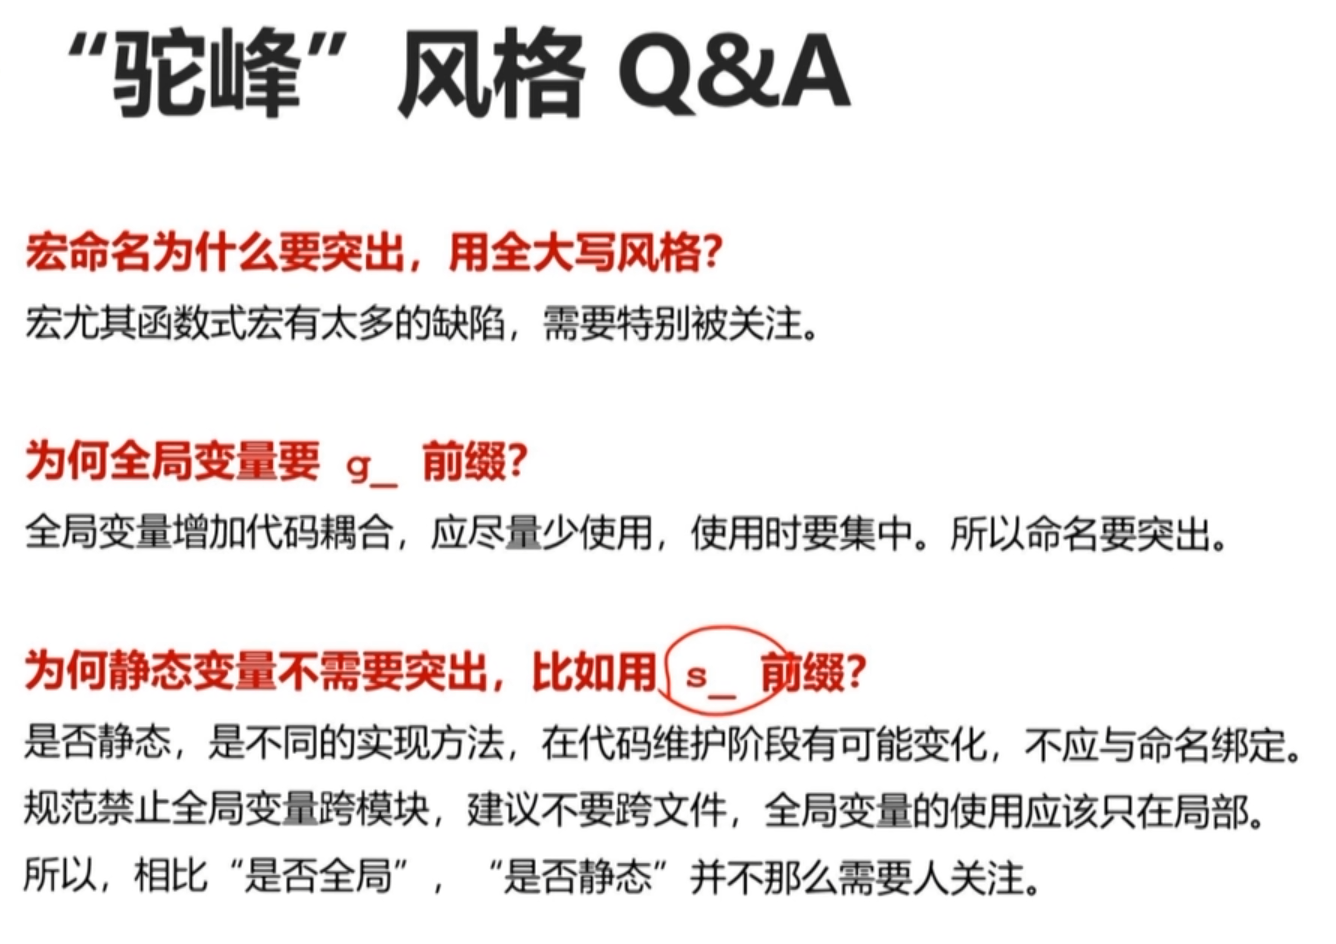 “驼峰”风格 Q&A
宏命名为什么要突出，用全大写风格？
宏尤其函数式宏有太多的缺陷，需要特别被关注。
为何全局变量要 g_ 前缀？
全局变量增加代码耦合，应尽量少使用，使用时要集中。所以命名要突出。
为何静态变量不需要突出，比如用 s_ 前缀？
是否静态，是不同的实现方法，在代码维护阶段有可能变化，不应与命名绑定。
规范禁止全局变量跨模块，建议不要跨文件，全局变量的使用应该只在局部。
所以，相比“是否全局”，“是否静态”并不那么需要人关注。